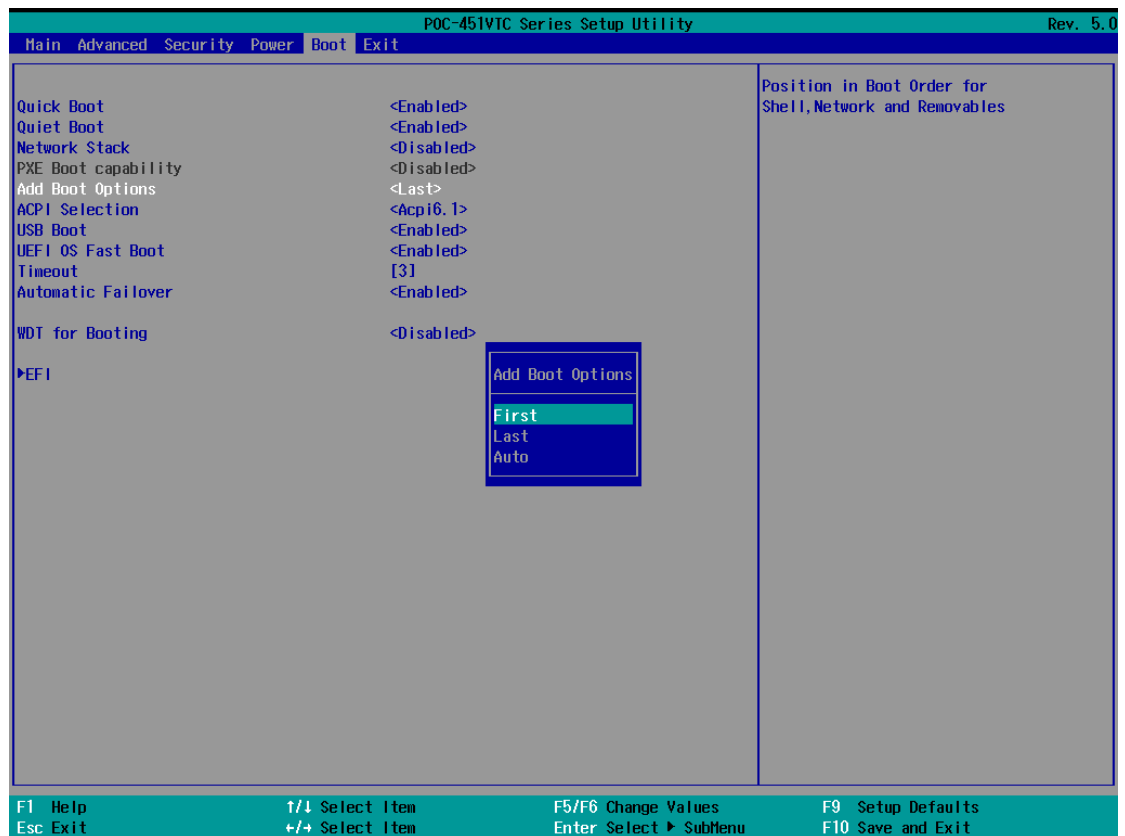 POC-451VTC Series Setup Utility Rev. 5.0
Main Advanced Security Power Boot Exit
Position in Boot Order for
Shell,Network and Removables
Quick Boot <Enabled>
Quiet Boot <Enabled>
Network Stack <Disabled>
PXE Boot capability <Disabled>
Add Boot Options <Last>
ACPI Selection <Acpi6.1>
USB Boot <Enabled>
UEFI OS Fast Boot <Enabled>
Timeout [3]
Automatic Failover <Enabled>
WDT for Booting <Disabled>
▶EFI
Add Boot Options
First
Last
Auto
F1 Help ↑/↓ Select Item F5/F6 Change Values F9 Setup Defaults
Esc Exit ←/→ Select Item Enter Select ▶ SubMenu F10 Save and Exit